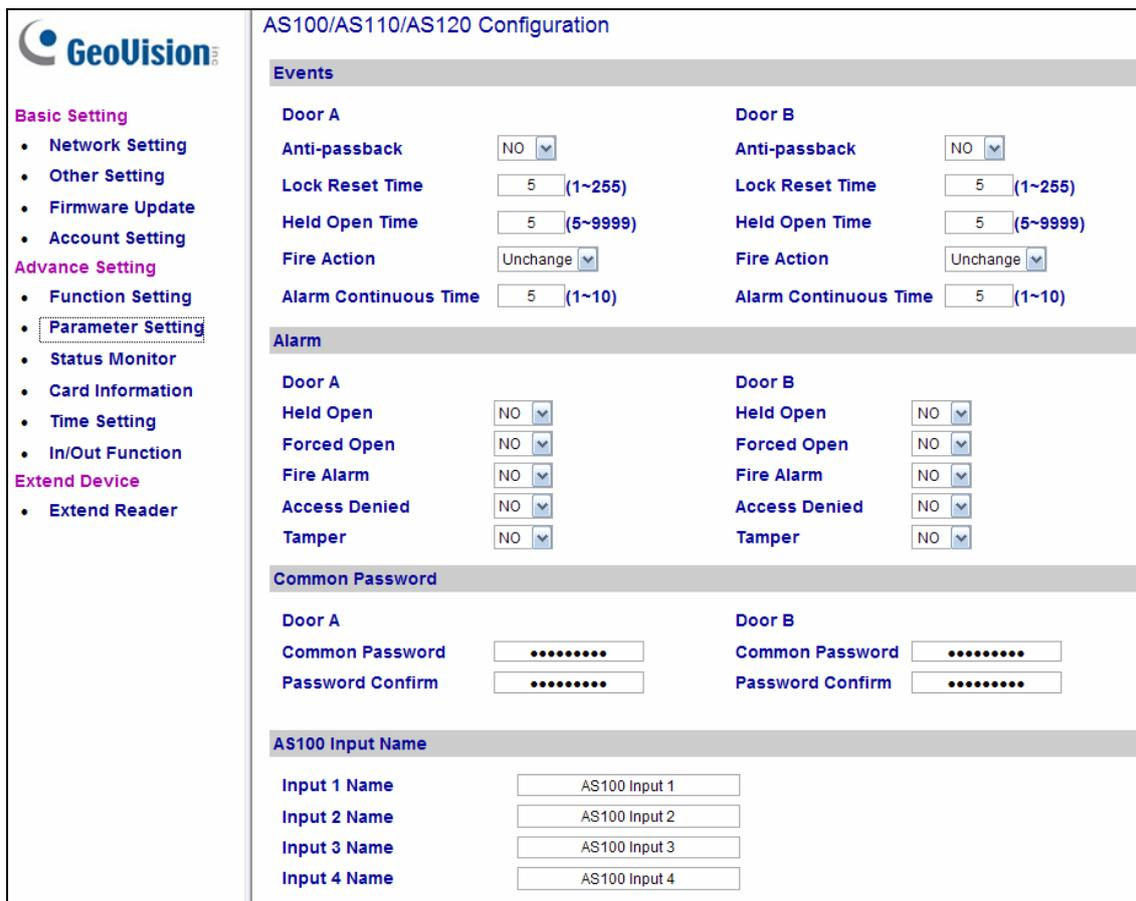 GeoVision inc
Basic Setting
• Network Setting
• Other Setting
• Firmware Update
• Account Setting
Advance Setting
• Function Setting
• Parameter Setting
• Status Monitor
• Card Information
• Time Setting
• In/Out Function
Extend Device
• Extend Reader
AS100/AS110/AS120 Configuration
Events
Door A Door B
Anti-passback NO Anti-passback NO
Lock Reset Time 5 (1~255) Lock Reset Time 5 (1~255)
Held Open Time 5 (5~9999) Held Open Time 5 (5~9999)
Fire Action Unchange Fire Action Unchange
Alarm Continuous Time 5 (1~10) Alarm Continuous Time 5 (1~10)
Alarm
Door A Door B
Held Open NO Held Open NO
Forced Open NO Forced Open NO
Fire Alarm NO Fire Alarm NO
Access Denied NO Access Denied NO
Tamper NO Tamper NO
Common Password
Door A Door B
Common Password ••••••••• Common Password •••••••••
Password Confirm ••••••••• Password Confirm •••••••••
AS100 Input Name
Input 1 Name AS100 Input 1
Input 2 Name AS100 Input 2
Input 3 Name AS100 Input 3
Input 4 Name AS100 Input 4